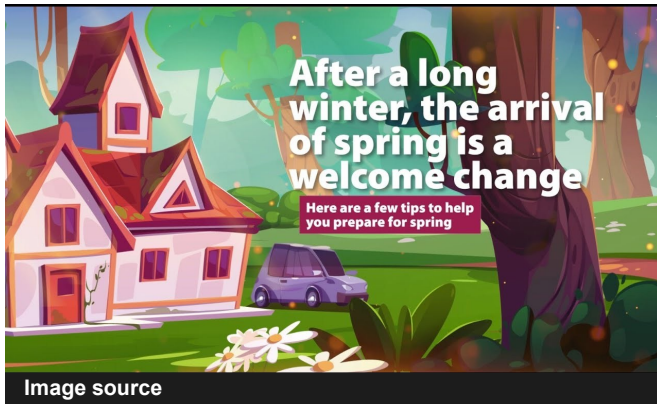 After a long
winter, the arrival
of spring is a
welcome change
Here are a few tips to help
you prepare for spring
Image source